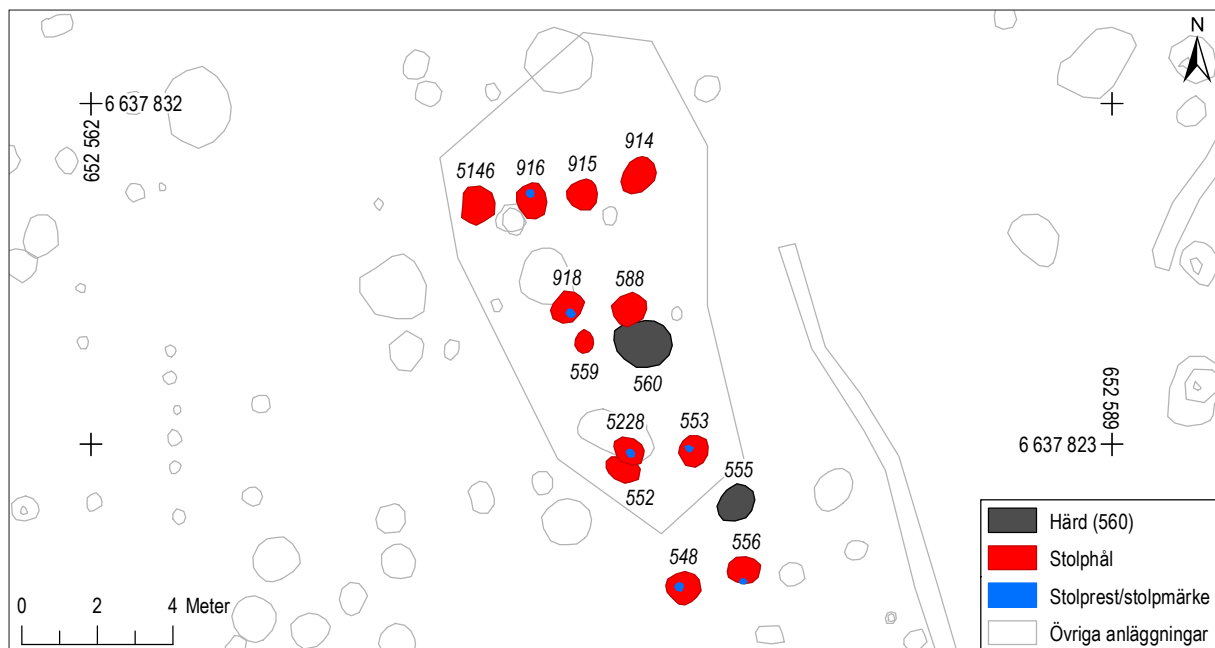 N
6 637 832
652 562
914
916
915
5146
918
588
559
560
5228
553
555
552
548
556
652 589
6 637 823
0 2 4 Meter
Härd (560)
Stolphål
Stolprest/stolpmärke
Övriga anläggningar